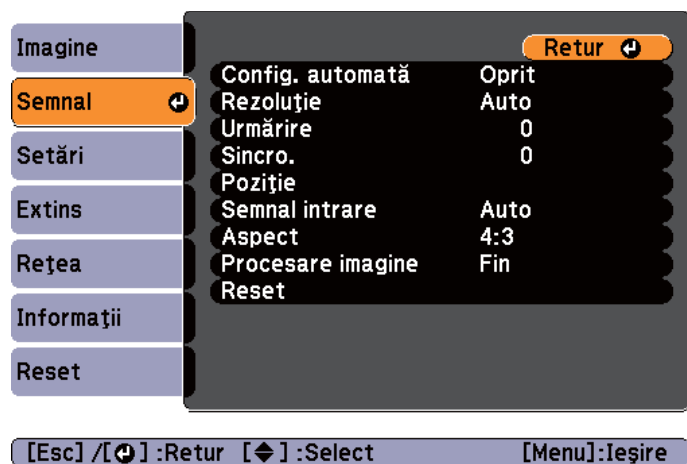 Imagine
Semnal
Setări
Extins
Reţea
Informaţii
Reset
Retur
Config. automată Oprit
Rezoluţie Auto
Urmărire 0
Sincro. 0
Poziţie
Semnal intrare Auto
Aspect 4:3
Procesare imagine Fin
Reset
[Esc] /[ ] :Retur [ ] :Select [Menu]:Ieşire